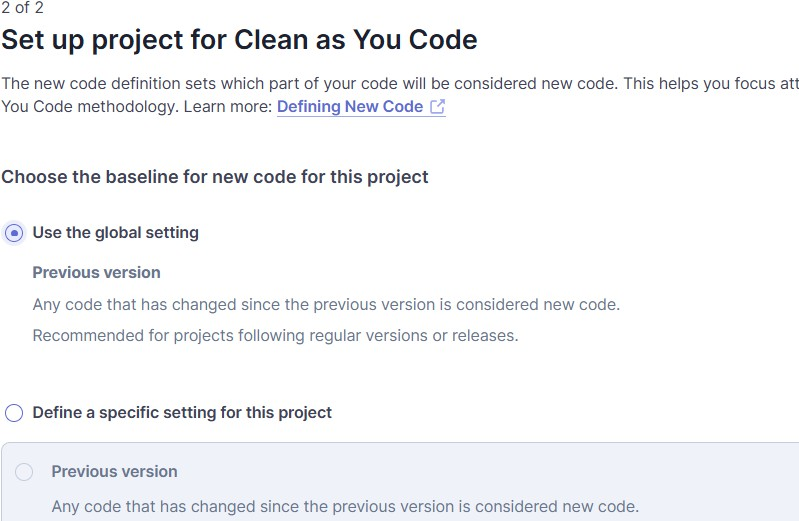 2 of 2
Set up project for Clean as You Code
The new code definition sets which part of your code will be considered new code. This helps you focus att
You Code methodology. Learn more: Defining New Code
Choose the baseline for new code for this project
Use the global setting
Previous version
Any code that has changed since the previous version is considered new code.
Recommended for projects following regular versions or releases.
Define a specific setting for this project
Previous version
Any code that has changed since the previous version is considered new code.